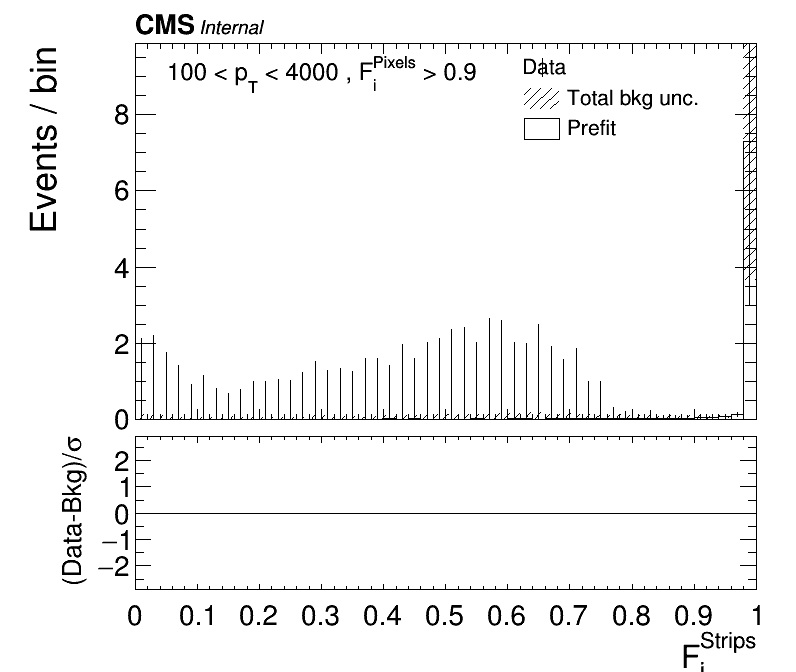 CMS Internal
100 < p_T < 4000 , F_i^Pixels > 0.9
Data
Total bkg unc.
Prefit
Events / bin
8
6
4
2
0
(Data-Bkg)/σ
2
1
0
−1
−2
0 0.1 0.2 0.3 0.4 0.5 0.6 0.7 0.8 0.9 1
F_i^Strips